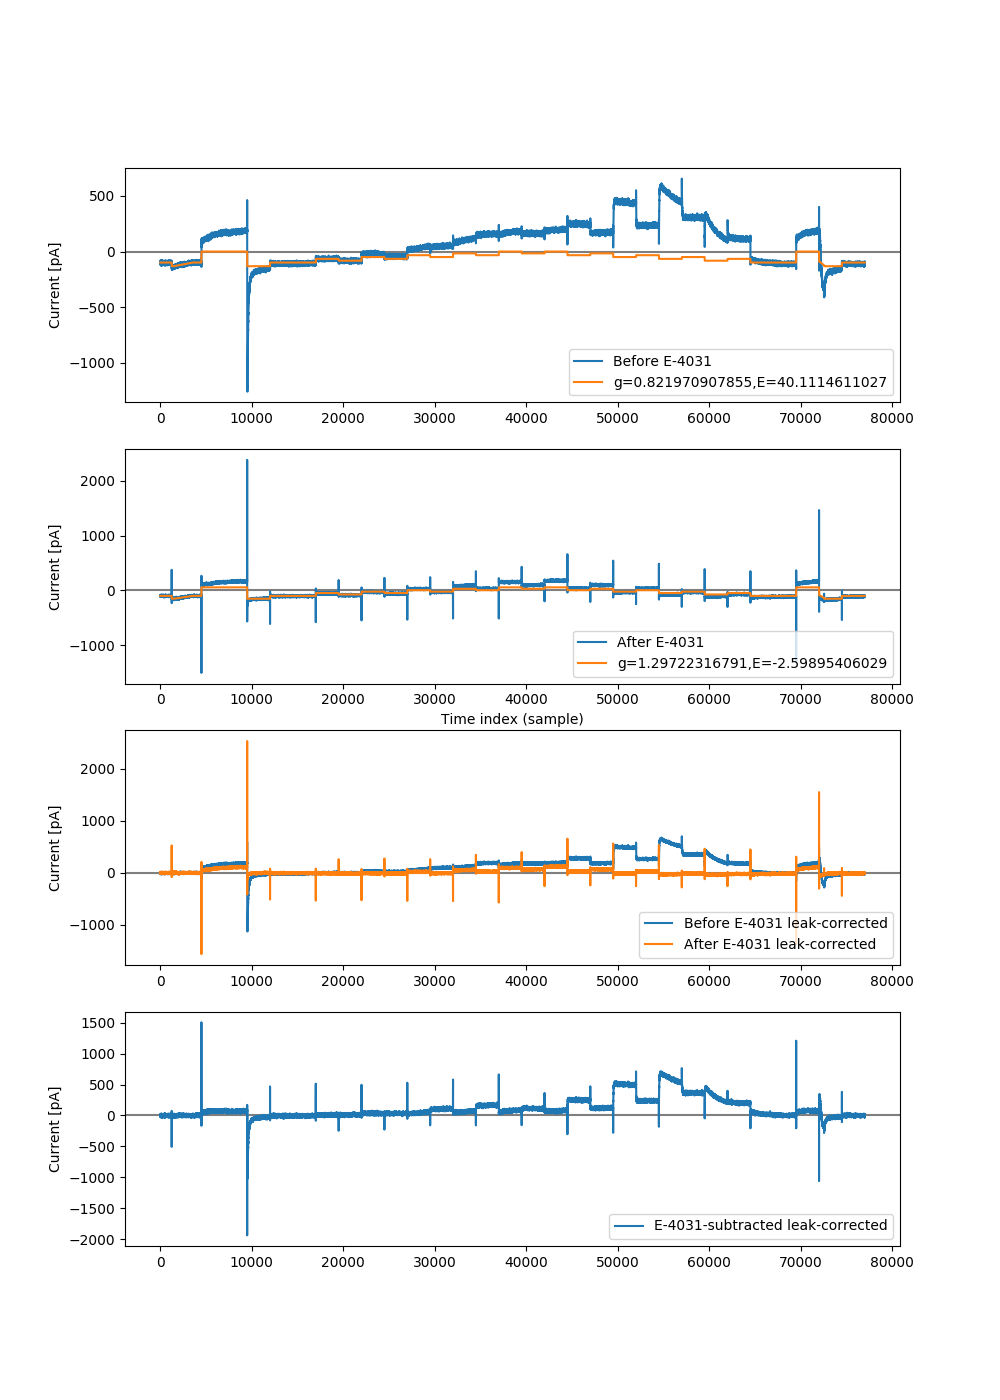 500
0
−500
−1000
Current [pA]
Before E-4031
g=0.821970907855,E=40.1114611027
0 10000 20000 30000 40000 50000 60000 70000 80000
2000
1000
0
−1000
Current [pA]
After E-4031
g=1.29722316791,E=-2.59895406029
0 10000 20000 30000 40000 50000 60000 70000 80000
Time index (sample)
2000
1000
0
−1000
Current [pA]
Before E-4031 leak-corrected
After E-4031 leak-corrected
0 10000 20000 30000 40000 50000 60000 70000 80000
1500
1000
500
0
−500
−1000
−1500
−2000
Current [pA]
E-4031-subtracted leak-corrected
0 10000 20000 30000 40000 50000 60000 70000 80000